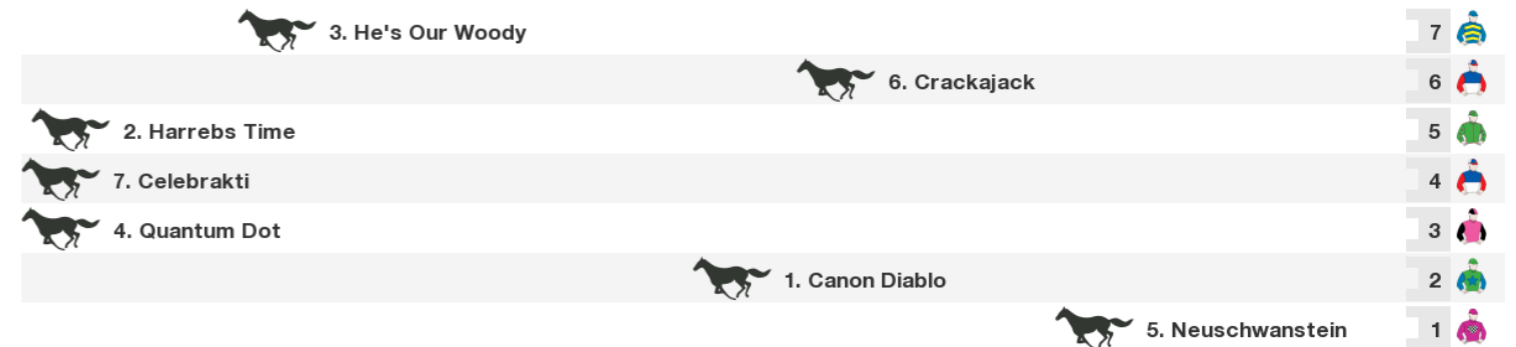 3. He's Our Woody 7
6. Crackajack 6
2. Harrebs Time 5
7. Celebrakti 4
4. Quantum Dot 3
1. Canon Diablo 2
5. Neuschwanstein 1